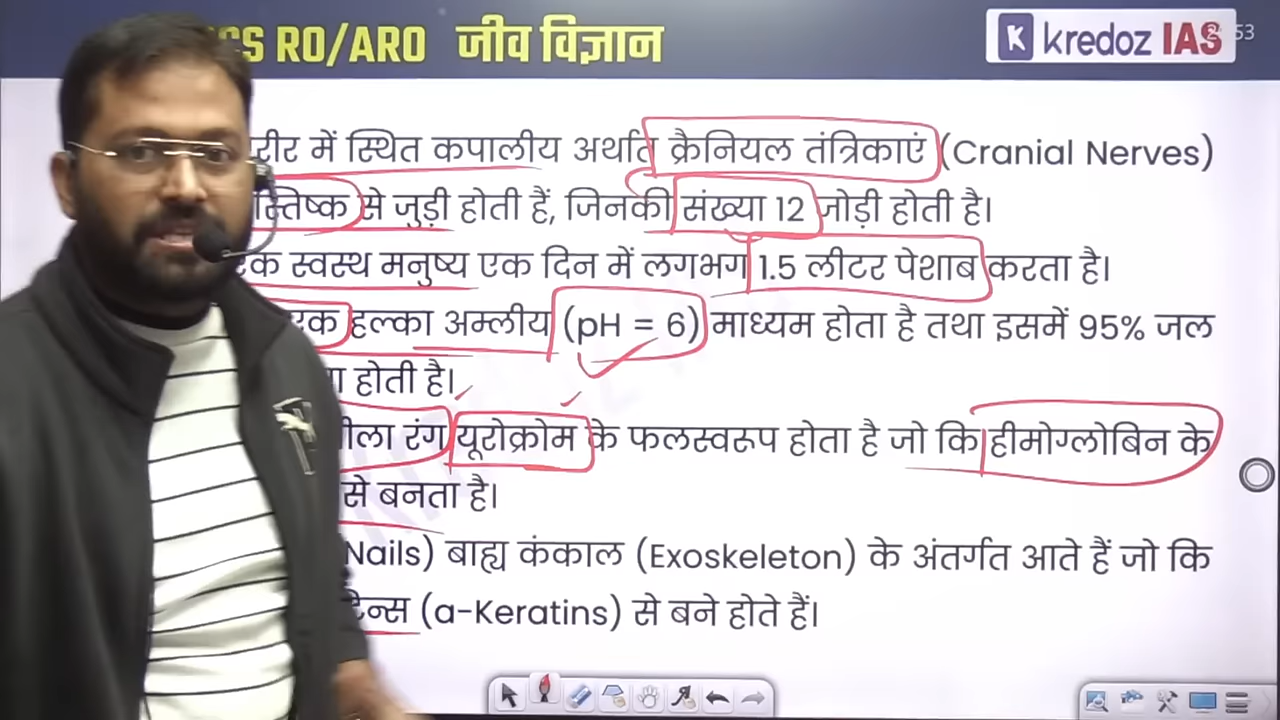 CS RO/ARO जीव विज्ञान
kredoz IAS
53
में स्थित कपालीय अर्थात क्रैनियल तंत्रिकाएं (Cranial Nerves)
से जुड़ी होती हैं, जिनकी संख्या 12 जोड़ी होती है।
स्वस्थ मनुष्य एक दिन में लगभग 1.5 लीटर पेशाब करता है।
हल्का अम्लीय (pH = 6) माध्यम होता है तथा इसमें 95% जल
होती है।
रंग यूरोक्रोम के फलस्वरूप होता है जो कि हीमोग्लोबिन के
से बनता है।
Nails) बाह्य कंकाल (Exoskeleton) के अंतर्गत आते हैं जो कि
(a-Keratins) से बने होते हैं।